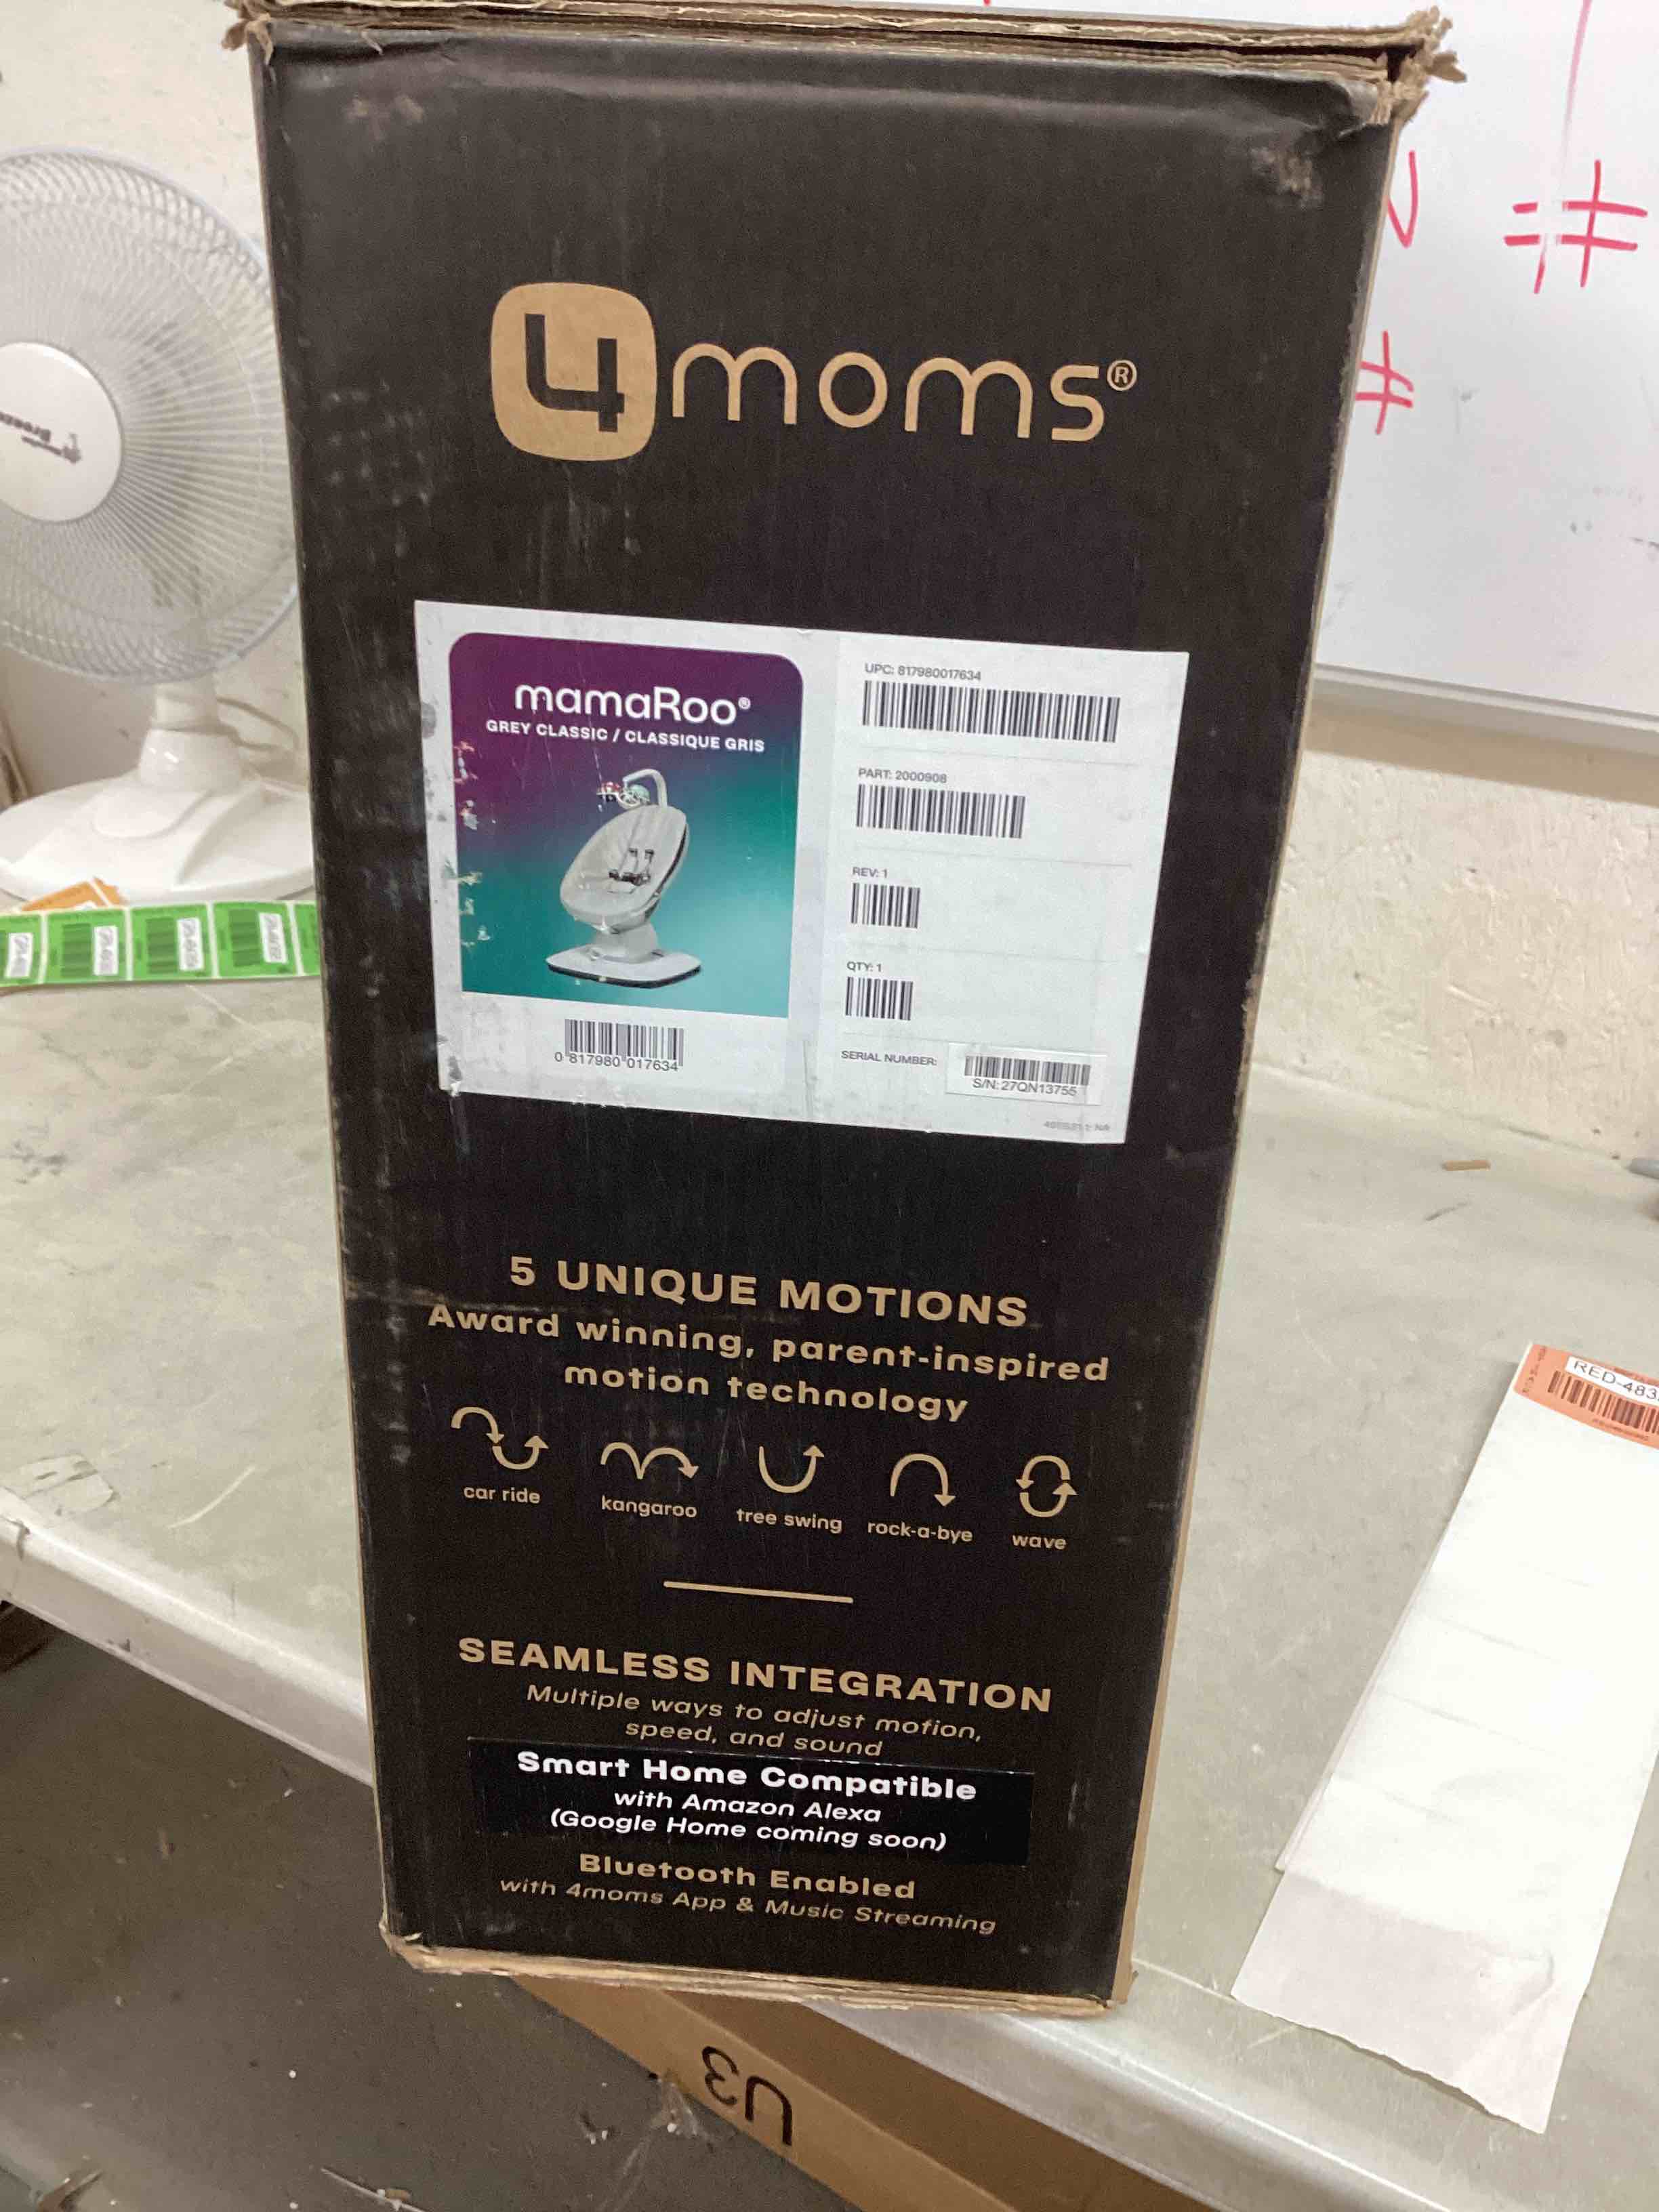 4moms®
mamaRoo®
GREY CLASSIC / CLASSIQUE GRIS
0 817980 017634
UPC: 817980017634
PART: 2000908
REV: 1
QTY: 1
SERIAL NUMBER:
S/N: 27QN13755
5 UNIQUE MOTIONS
Award winning, parent-inspired
motion technology
car ride
kangaroo
tree swing
rock-a-bye
wave
SEAMLESS INTEGRATION
Multiple ways to adjust motion,
speed, and sound
Smart Home Compatible
with Amazon Alexa
(Google Home coming soon)
Bluetooth Enabled
with 4moms App & Music Streaming
#
#
RED-483
U3